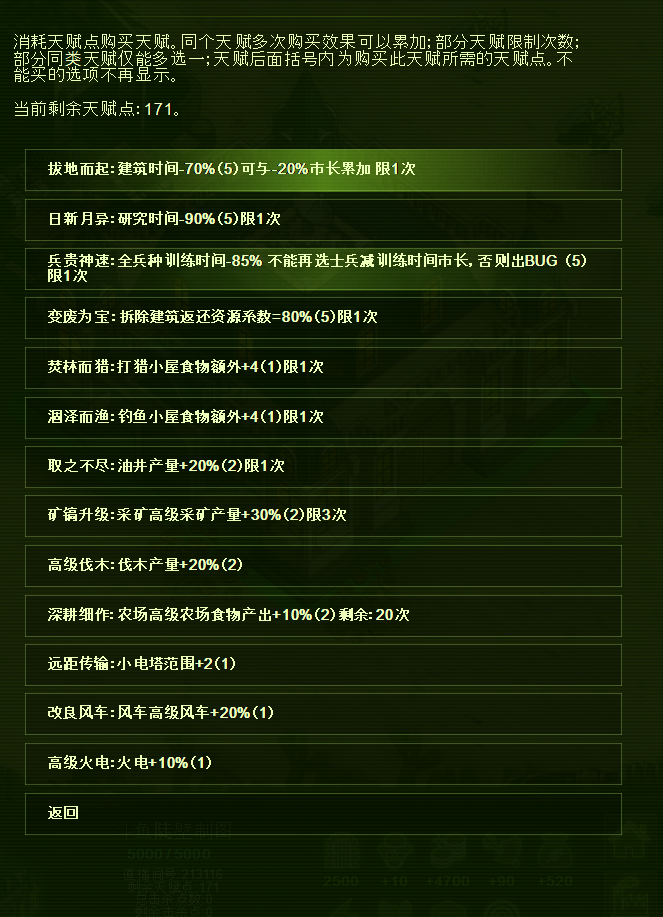 消耗天赋点购买天赋。同个天赋多次购买效果可以累加；部分天赋限制次数；
部分同类天赋仅能多选一；天赋后面括号内为购买此天赋所需的天赋点。不
能买的选项不再显示。
当前剩余天赋点：171。
拔地而起：建筑时间-70%（5）可与-20%市长累加 限1次
日新月异：研究时间-90%（5）限1次
兵贵神速：全兵种训练时间-85% 不能再选士兵减训练时间市长，否则出BUG（5）
限1次
变废为宝：拆除建筑返还资源系数=80%（5）限1次
焚林而猎：打猎小屋食物额外+4（1）限1次
涸泽而渔：钓鱼小屋食物额外+4（1）限1次
取之不尽：油井产量+20%（2）限1次
矿镐升级：采矿高级采矿产量+30%（2）限3次
高级伐木：伐木产量+20%（2）
深耕细作：农场高级农场食物产出+10%（2）剩余：20次
远距传输：小电塔范围+2（1）
改良风车：风车高级风车+20%（1）
高级火电：火电+10%（1）
返回
5000/5000
直播间号 213116
剩余天赋点 171
2500 +10 +4700 +90 +520